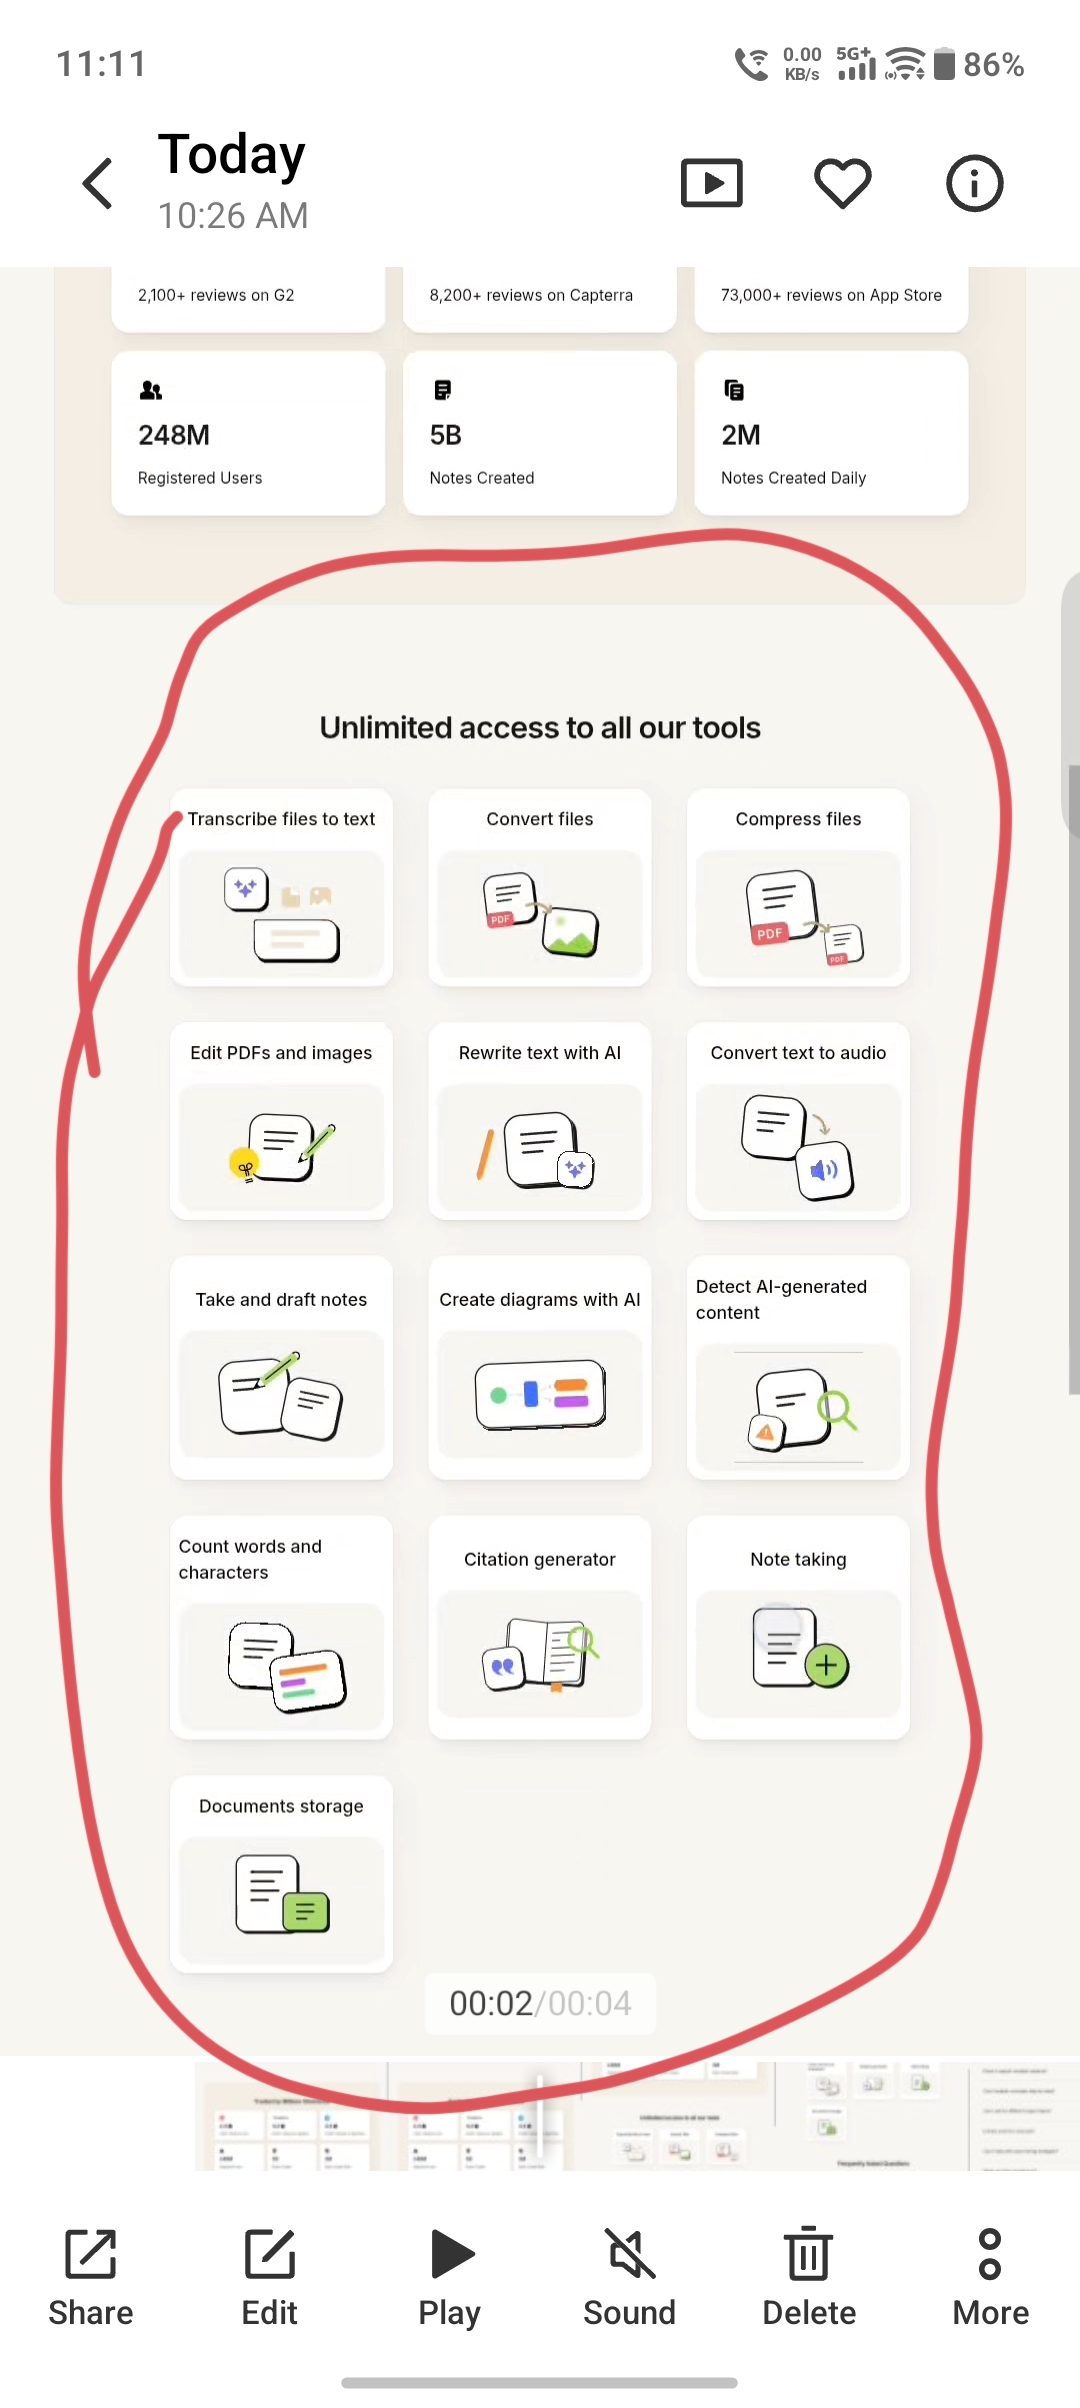 11:11
0.00
KB/s
5G+
86%
Today
10:26 AM
2,100+ reviews on G2
8,200+ reviews on Capterra
73,000+ reviews on App Store
248M
Registered Users
5B
Notes Created
2M
Notes Created Daily
Unlimited access to all our tools
Transcribe files to text
Convert files
PDF
Compress files
PDF
PDF
Edit PDFs and images
Rewrite text with AI
Convert text to audio
Take and draft notes
Create diagrams with AI
Detect AI-generated
content
Count words and
characters
Citation generator
Note taking
Documents storage
00:02/00:04
Frequently Asked Questions
Share
Edit
Play
Sound
Delete
More